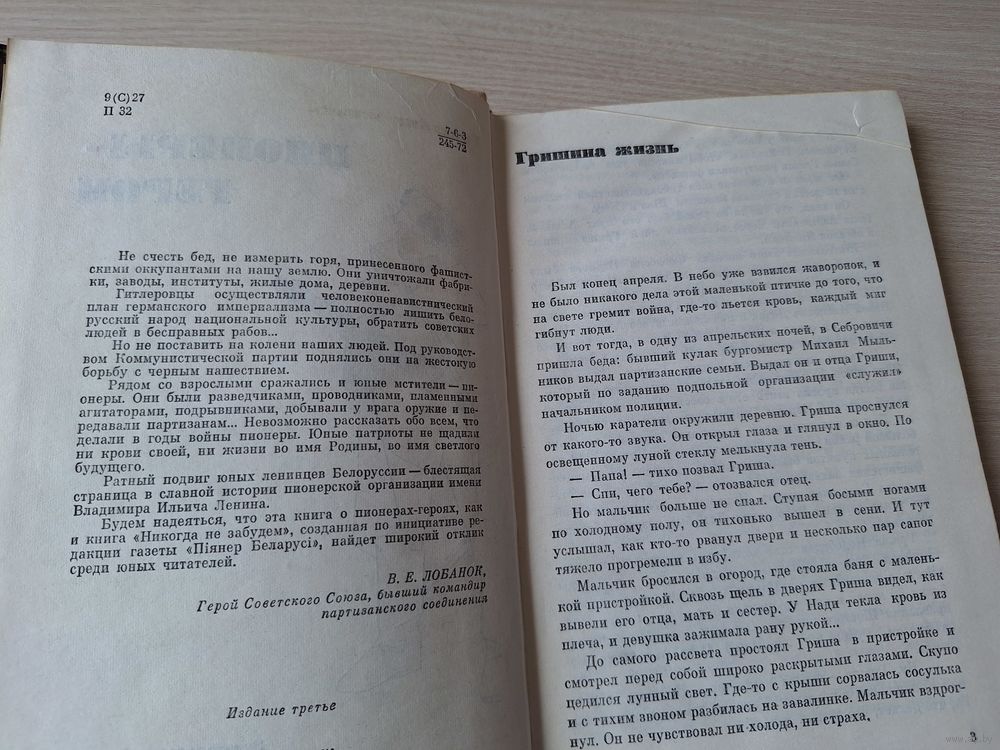 9(С)27
П 32
7-6-3
245-72
Не счесть бед, не измерить горя, принесенного фашист-
скими оккупантами на нашу землю. Они уничтожали фабри-
ки, заводы, институты, жилые дома, деревни.
Гитлеровцы осуществляли человеконенавистнический
план германского империализма — полностью лишить бело-
русский народ национальной культуры, обратить советских
людей в бесправных рабов...
Но не поставить на колени наших людей. Под руководст-
вом Коммунистической партии поднялись они на жестокую
борьбу с черным нашествием.
Рядом со взрослыми сражались и юные мстители — пи-
онеры. Они были разведчиками, проводниками, пламенными
агитаторами, подрывниками, добывали у врага оружие и пе-
редавали партизанам... Невозможно рассказать обо всем, что
делали в годы войны пионеры. Юные патриоты не щадили
ни крови своей, ни жизни во имя Родины, во имя светлого
будущего.
Ратный подвиг юных ленинцев Белоруссии — блестящая
страница в славной истории пионерской организации имени
Владимира Ильича Ленина.
Будем надеяться, что эта книга о пионерах-героях, как
и книга «Никогда не забудем», созданная по инициативе ре-
дакции газеты «Піянер Беларусі», найдет широкий отклик
среди юных читателей.
В. Е. ЛОБАНОК,
Герой Советского Союза, бывший командир
партизанского соединения
Издание третье
Гришина жизнь
Был конец апреля. В небо уже взвился жаворонок, и
не было никакого дела этой маленькой птичке до того, что
на свете гремит война, где-то льется кровь, каждый миг
гибнут люди.
И вот тогда, в одну из апрельских ночей, в Себровичи
пришла беда: бывший кулак бургомистр Михаил Мыль-
ников выдал партизанские семьи. Выдал он и отца Гриши,
который по заданию подпольной организации «служил»
начальником полиции.
Ночью каратели окружили деревню. Гриша проснулся
от какого-то звука. Он открыл глаза и глянул в окно. По
освещенному луной стеклу мелькнула тень.
— Папа! — тихо позвал Гриша.
— Спи, чего тебе? — отозвался отец.
Но мальчик больше не спал. Ступая босыми ногами
по холодному полу, он тихонько вышел в сени. И тут
услышал, как кто-то рванул двери и несколько пар сапог
тяжело прогремели в избу.
Мальчик бросился в огород, где стояла баня с малень-
кой пристройкой. Сквозь щель в дверях Гриша видел, как
вывели его отца, мать и сестер. У Нади текла кровь из
плеча, и девушка зажимала рану рукой...
До самого рассвета простоял Гриша в пристройке и
смотрел перед собой широко раскрытыми глазами. Скупо
цедился лунный свет. Где-то с крыши сорвалась сосулька
и с тихим звоном разбилась на завалинке. Мальчик вздрог-
нул. Он не чувствовал ни холода, ни страха,
3